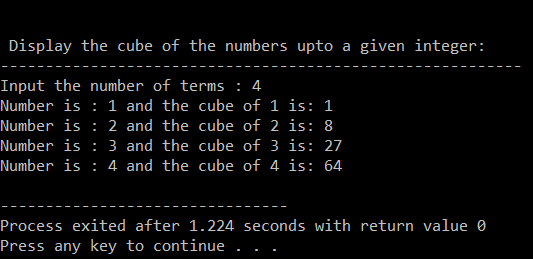 Display the cube of the numbers upto a given integer:
----------------------------------------------------------
Input the number of terms : 4
Number is : 1 and the cube of 1 is: 1
Number is : 2 and the cube of 2 is: 8
Number is : 3 and the cube of 3 is: 27
Number is : 4 and the cube of 4 is: 64
--------------------------------
Process exited after 1.224 seconds with return value 0
Press any key to continue . . .